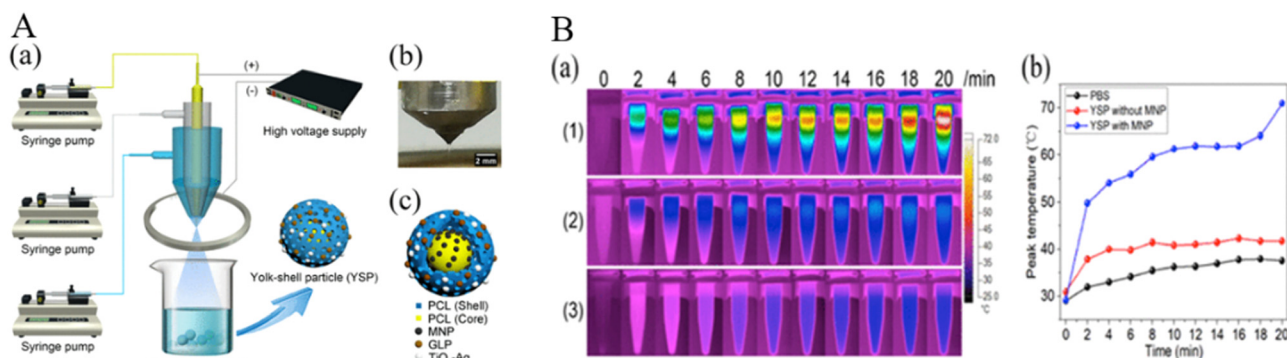 A
(a)
Syringe pump
Syringe pump
Syringe pump
(+)
(-)
High voltage supply
Yolk-shell particle (YSP)
(b)
2 mm
(c)
PCL (Shell)
PCL (Core)
MNP
GLP
B
(a)
0 2 4 6 8 10 12 14 16 18 20 /min
(1)
(2)
(3)
72.0
65
60
55
50
45
40
35
30
25.0
°C
(b)
PBS
YSP without MNP
YSP with MNP
Peak temperature (℃)
70
60
50
40
30
0 2 4 6 8 10 12 14 16 18 20
Time (min)